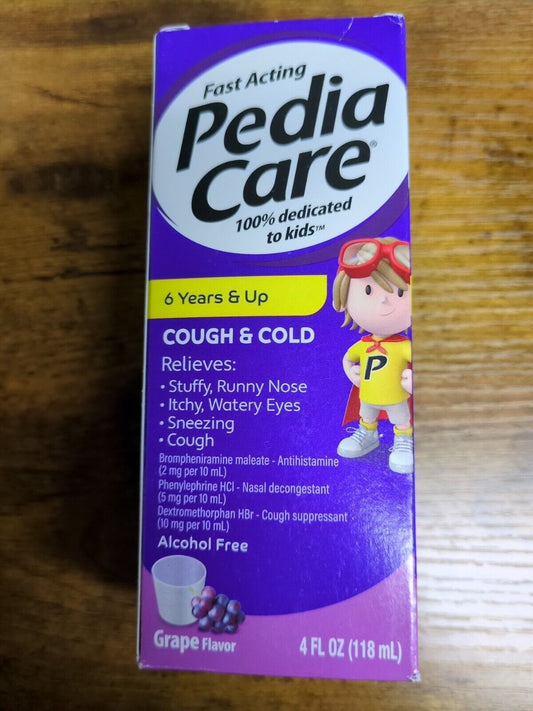 Fast Acting
Pedia
Care®
100% dedicated
to kids™
6 Years & Up
COUGH & COLD
Relieves:
• Stuffy, Runny Nose
• Itchy, Watery Eyes
• Sneezing
• Cough
Brompheniramine maleate - Antihistamine
(2 mg per 10 mL)
Phenylephrine HCl - Nasal decongestant
(5 mg per 10 mL)
Dextromethorphan HBr - Cough suppressant
(10 mg per 10 mL)
Alcohol Free
P
Grape Flavor
4 FL OZ (118 mL)